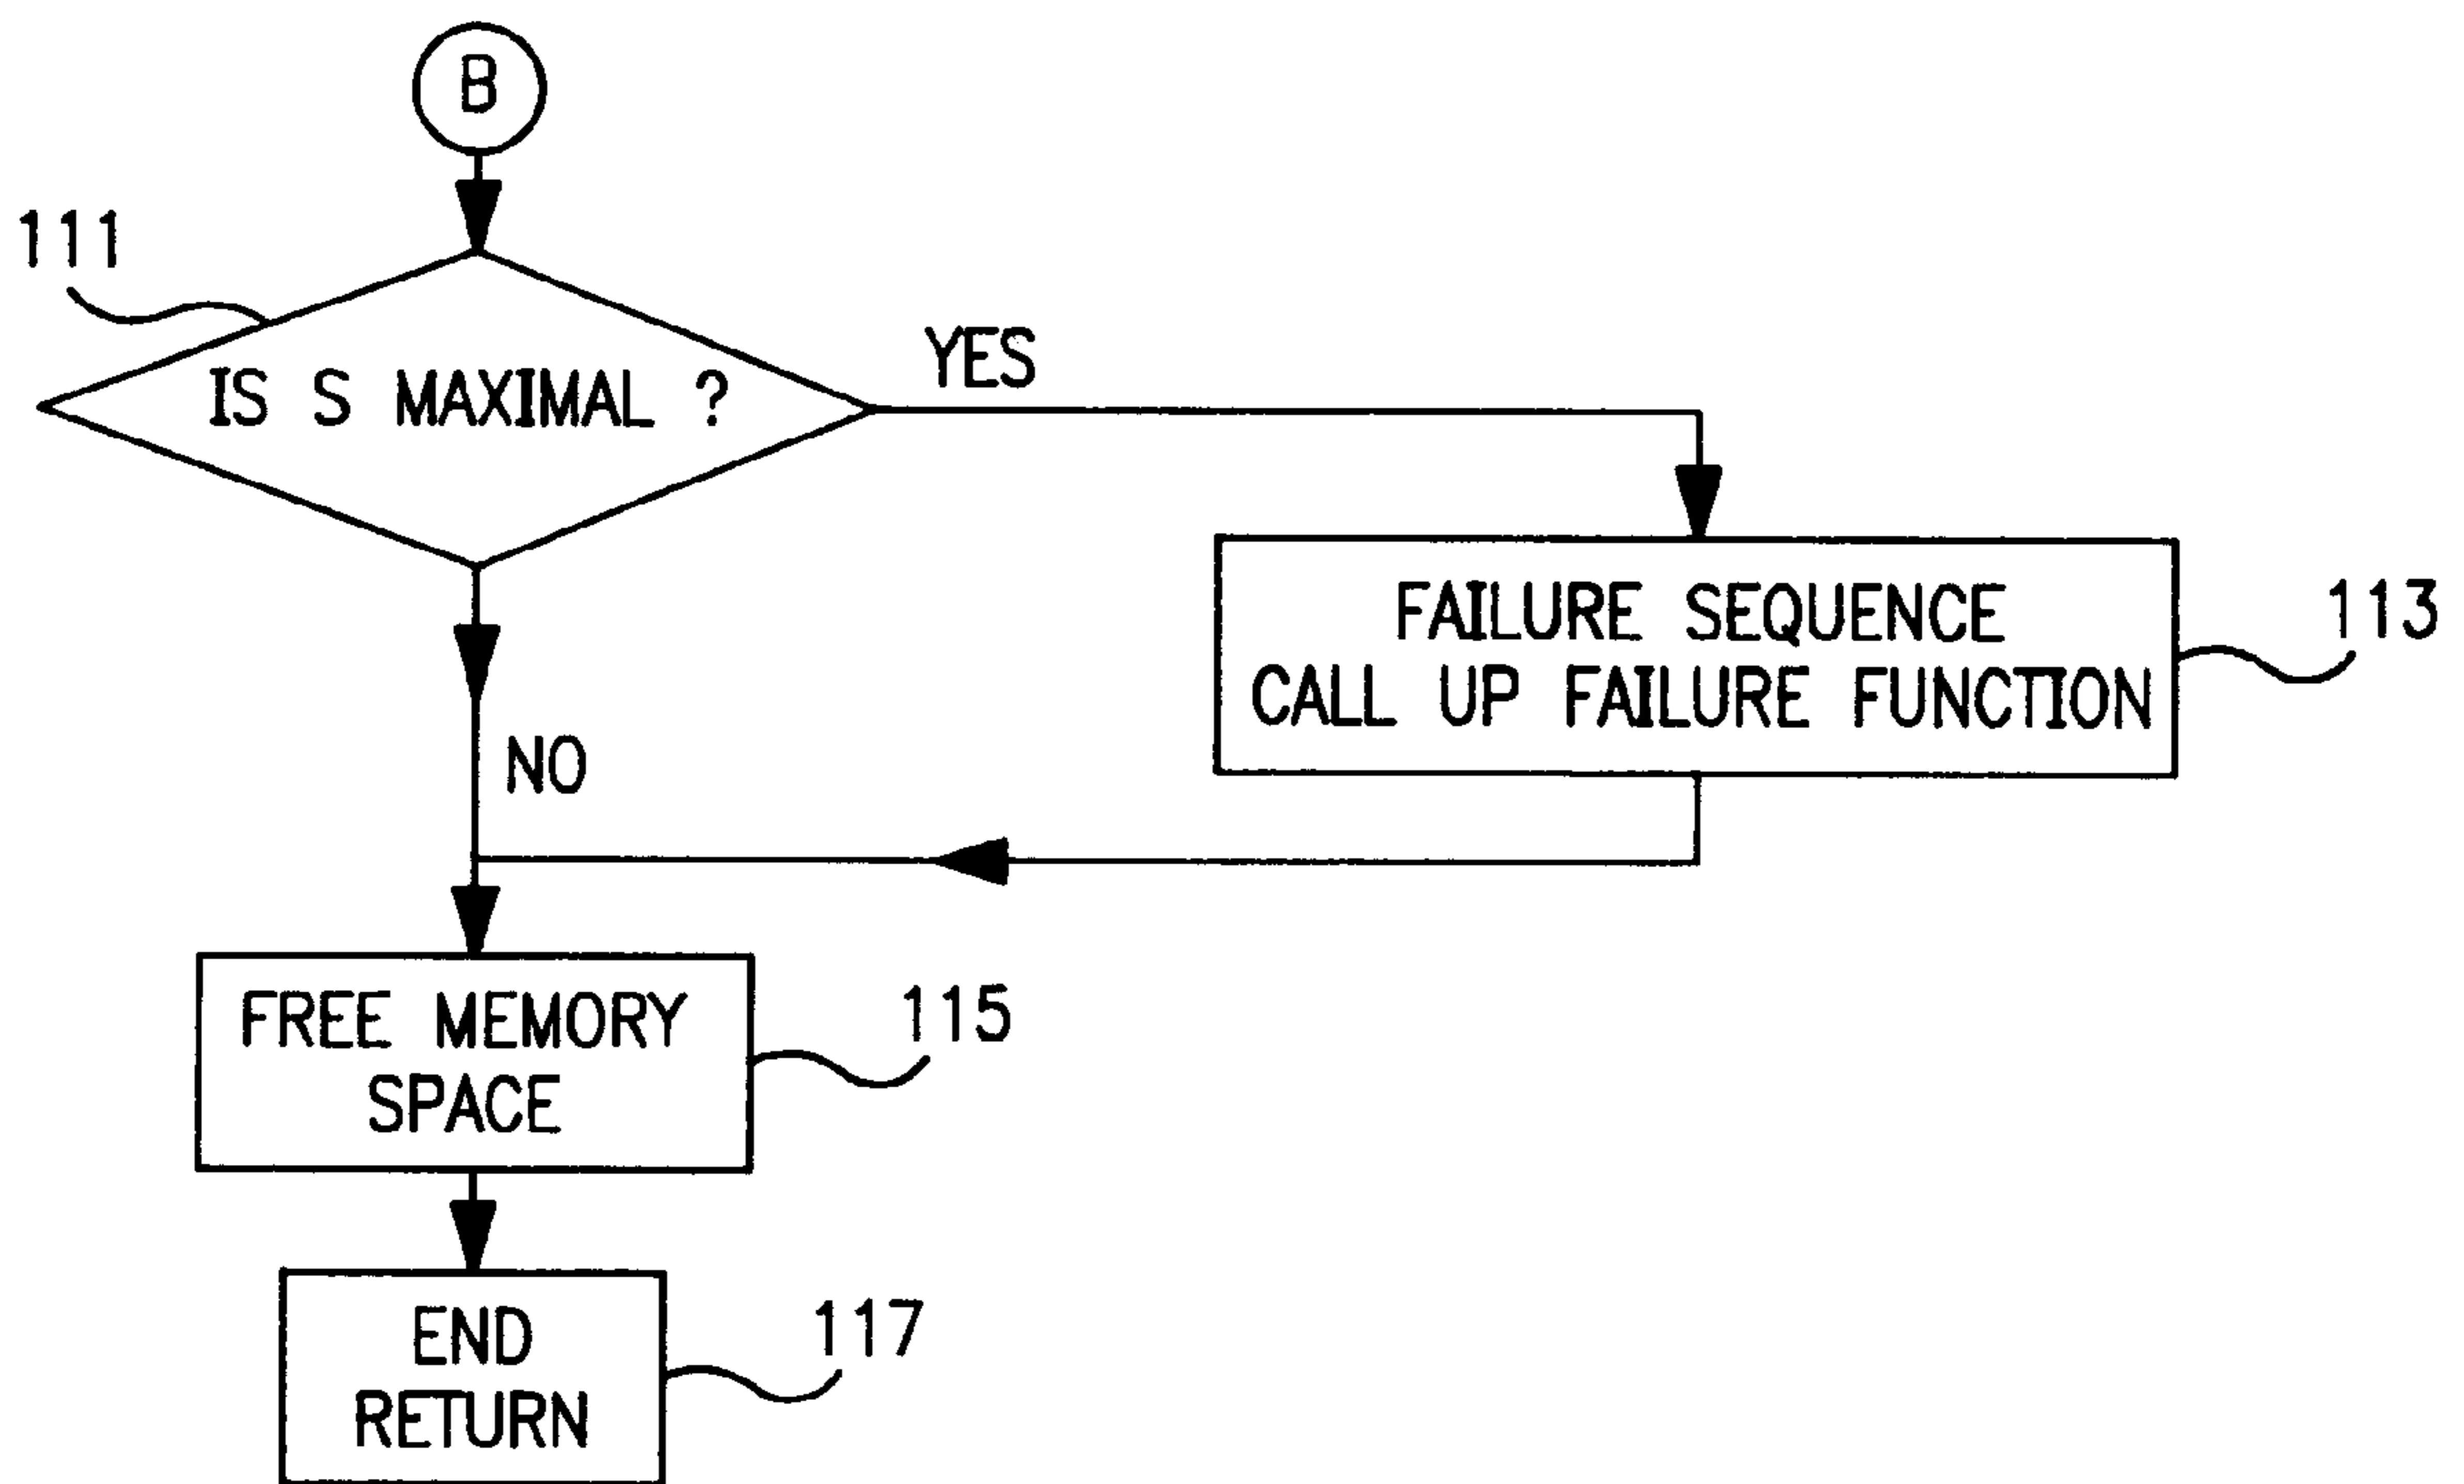 B
111
IS S MAXIMAL ?
YES
FAILURE SEQUENCE
CALL UP FAILURE FUNCTION
113
NO
FREE MEMORY
SPACE
115
END
RETURN
117